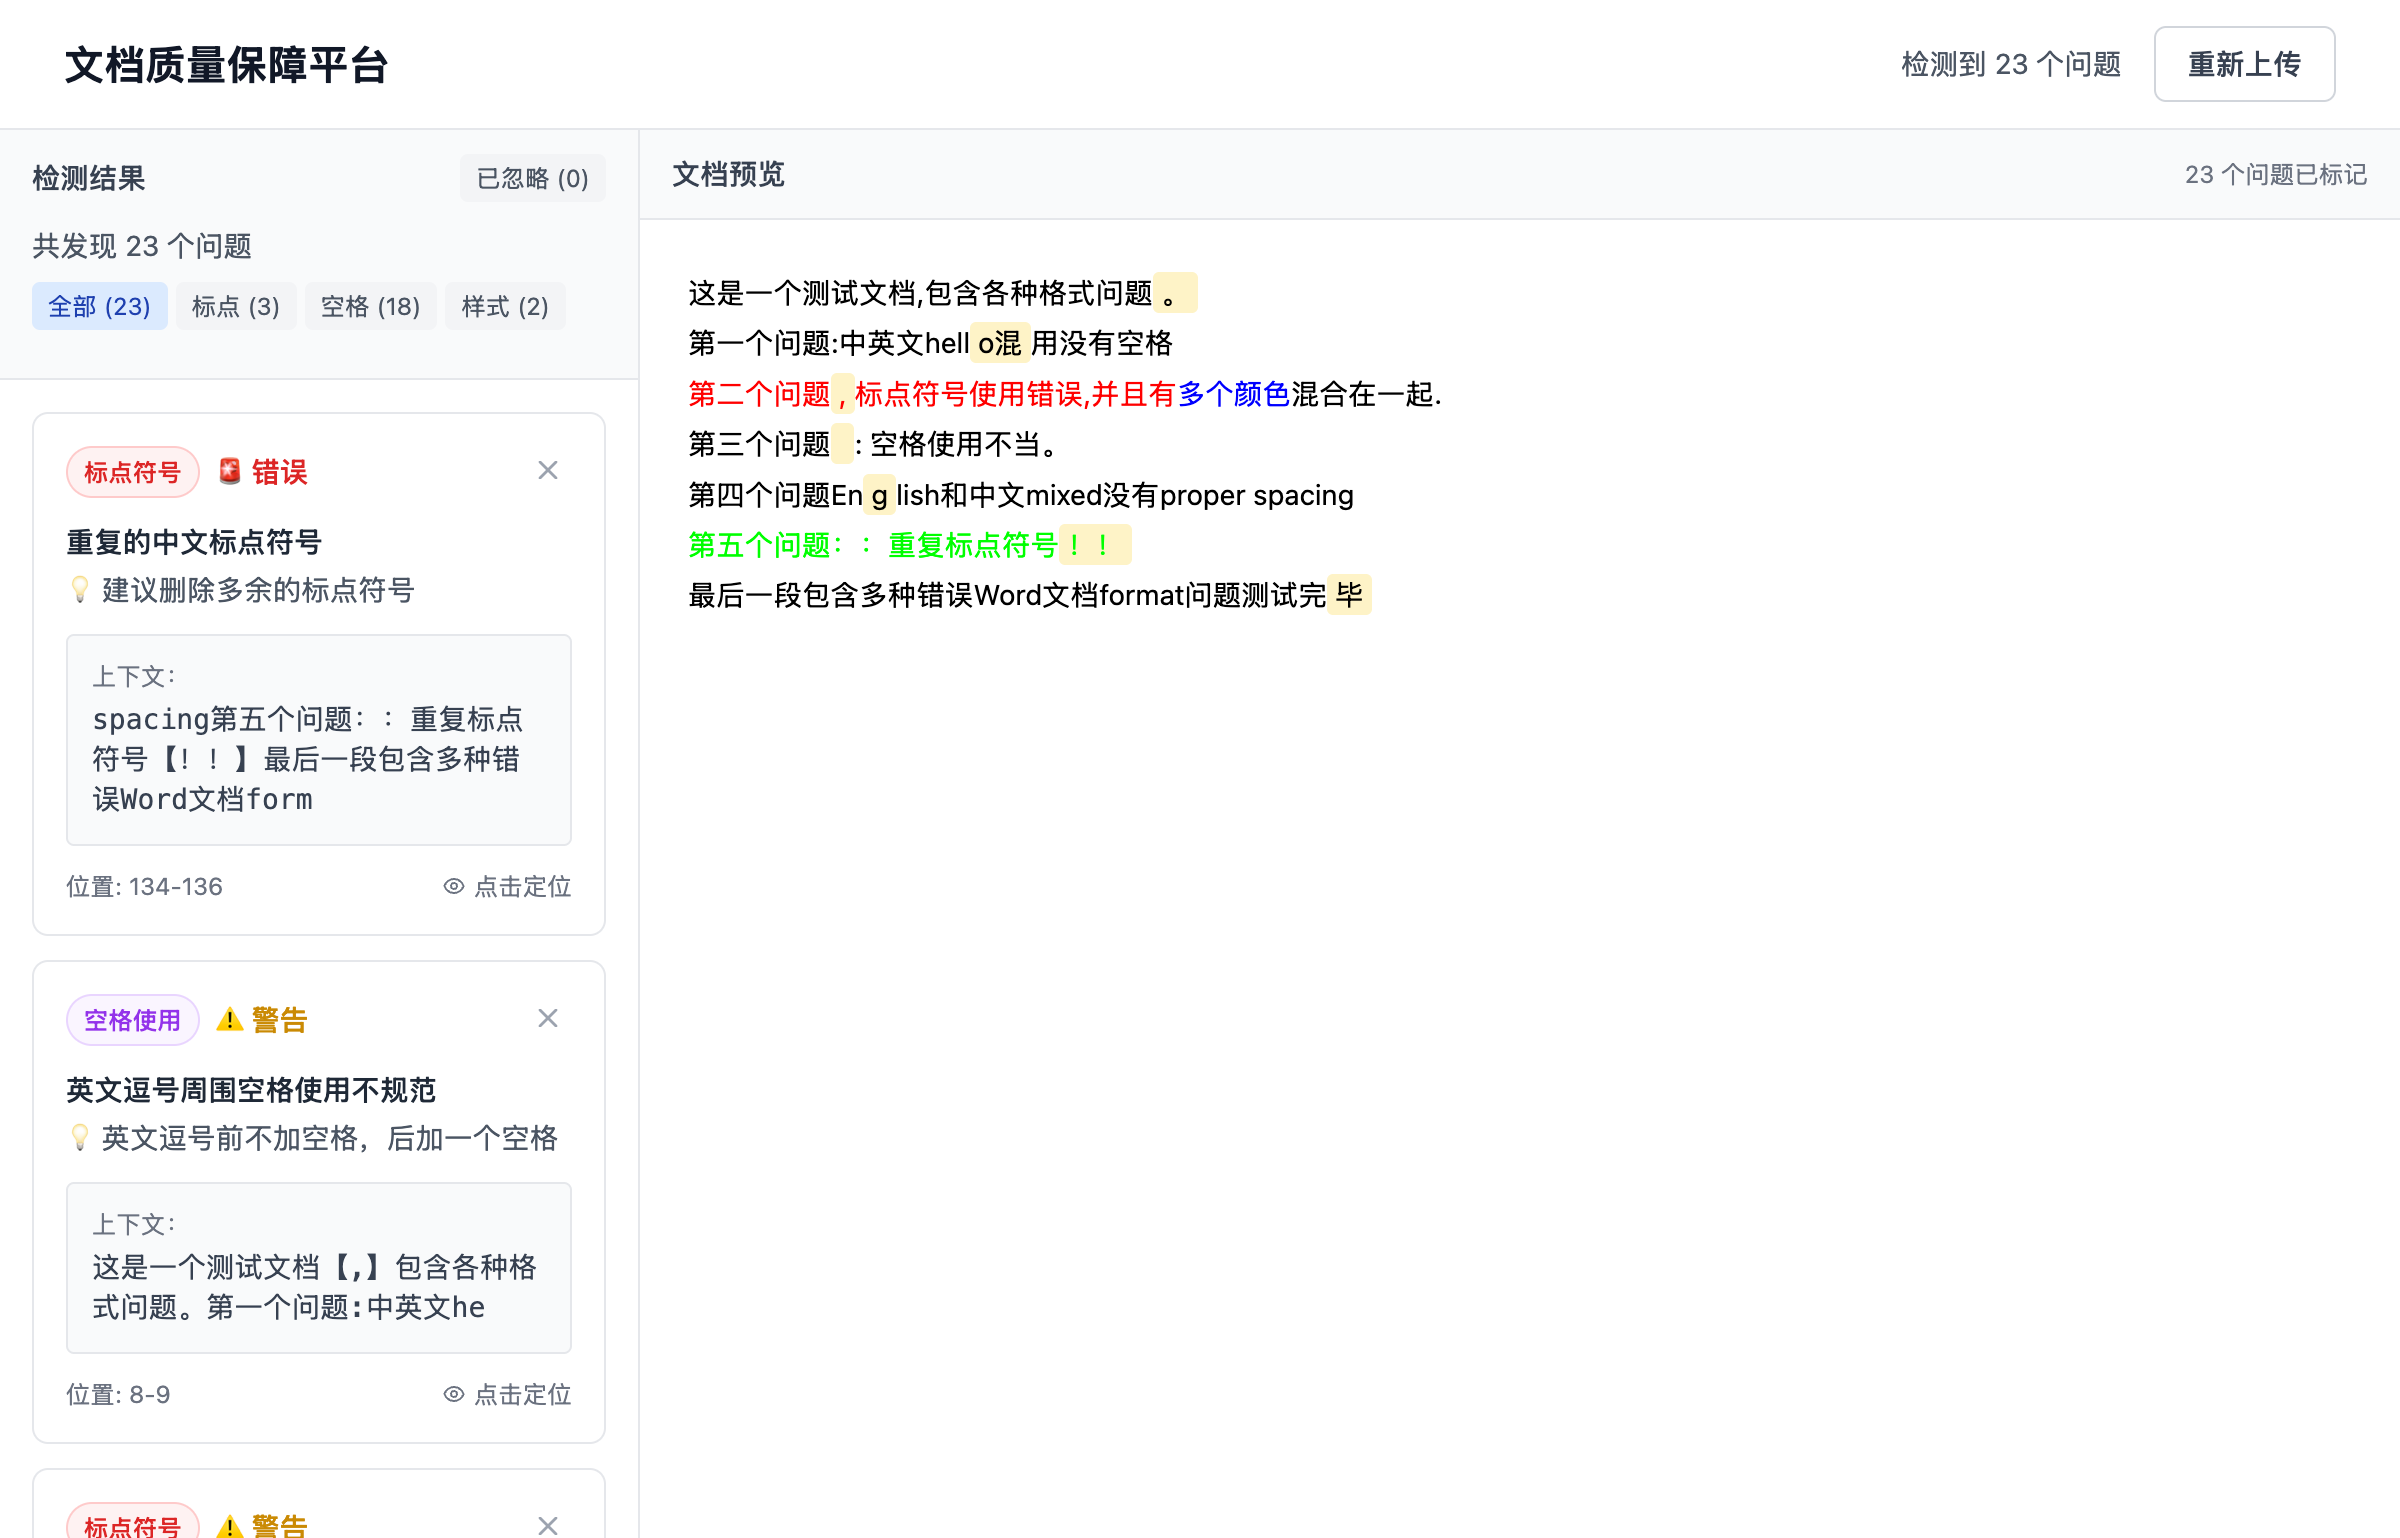 文档质量保障平台
检测到 23 个问题
重新上传
检测结果
已忽略 (0)
共发现 23 个问题
全部 (23)
标点 (3)
空格 (18)
样式 (2)
标点符号
🚨 错误
重复的中文标点符号
💡 建议删除多余的标点符号
上下文:
spacing第五个问题：：重复标点
符号【！！】最后一段包含多种错
误Word文档form
位置: 134-136
点击定位
空格使用
⚠️ 警告
英文逗号周围空格使用不规范
💡 英文逗号前不加空格，后加一个空格
上下文:
这是一个测试文档【,】包含各种格
式问题。第一个问题:中英文he
位置: 8-9
点击定位
标点符号
⚠️ 警告
文档预览
23 个问题已标记
这是一个测试文档,包含各种格式问题。
第一个问题:中英文hello混用没有空格
第二个问题,标点符号使用错误,并且有多个颜色混合在一起.
第三个问题 : 空格使用不当。
第四个问题English和中文mixed没有proper spacing
第五个问题：：重复标点符号！！
最后一段包含多种错误Word文档format问题测试完毕